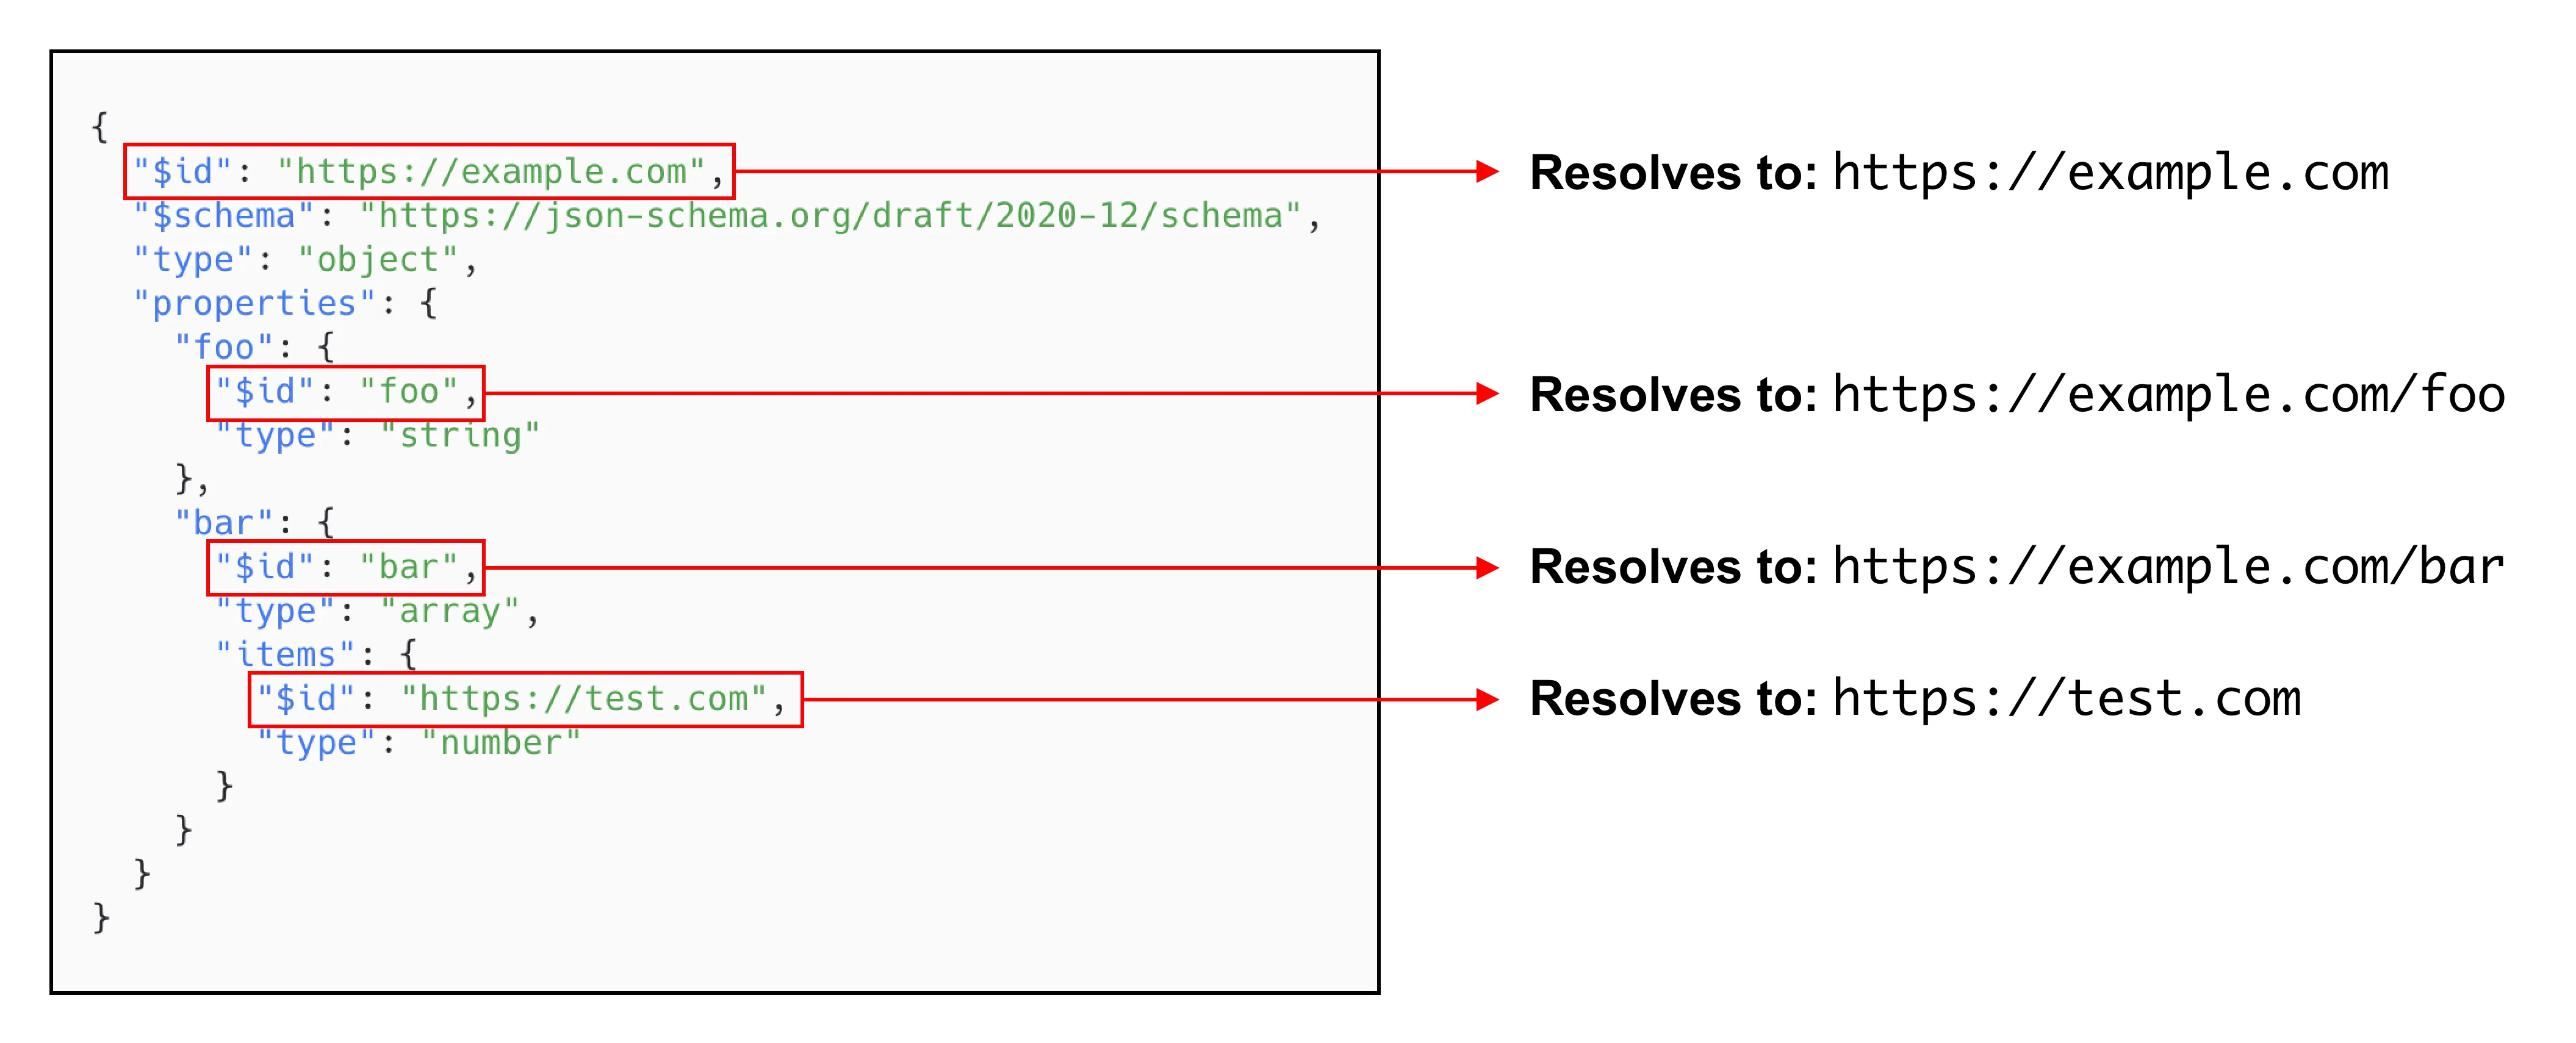 {
"$id": "https://example.com",
"$schema": "https://json-schema.org/draft/2020-12/schema",
"type": "object",
"properties": {
"foo": {
"$id": "foo",
"type": "string"
},
"bar": {
"$id": "bar",
"type": "array",
"items": {
"$id": "https://test.com",
"type": "number"
}
}
}
}
Resolves to: https://example.com
Resolves to: https://example.com/foo
Resolves to: https://example.com/bar
Resolves to: https://test.com